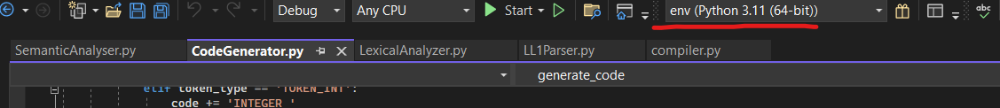 Debug Any CPU Start env (Python 3.11 (64-bit)) abc
SemanticAnalyser.py CodeGenerator.py LexicalAnalyzer.py LL1Parser.py compiler.py
generate_code
elif token_type == 'TOKEN_INT':
code += 'INTEGER '